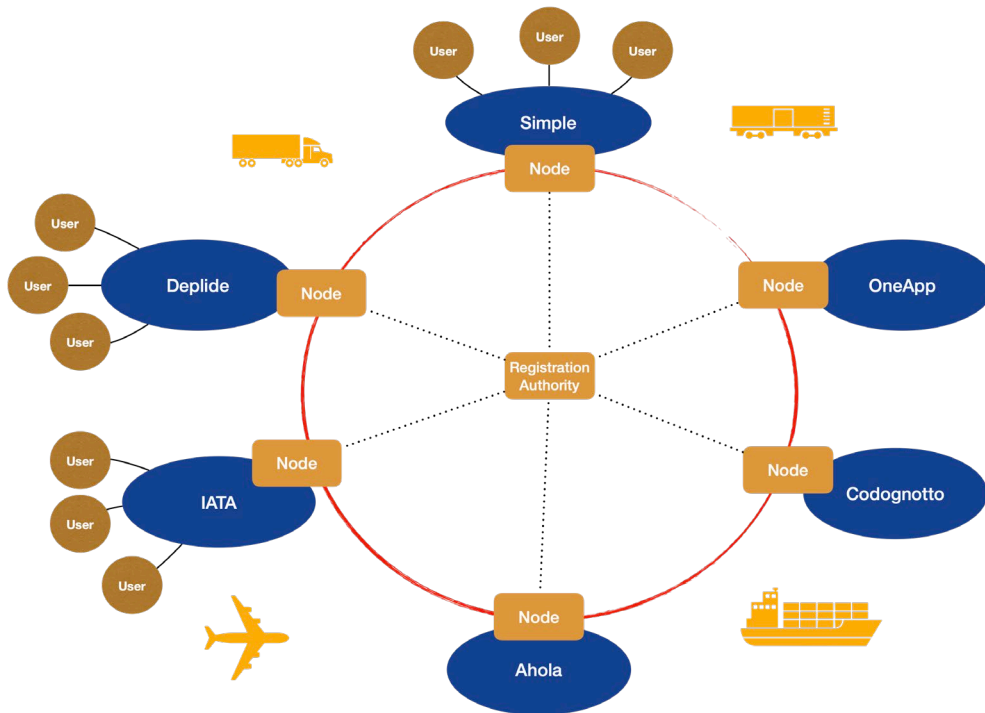 User
User
User
Simple
Node
User
User
User
Deplide
Node
Node
OneApp
Registration
Authority
User
User
User
IATA
Node
Node
Codognotto
Node
Ahola